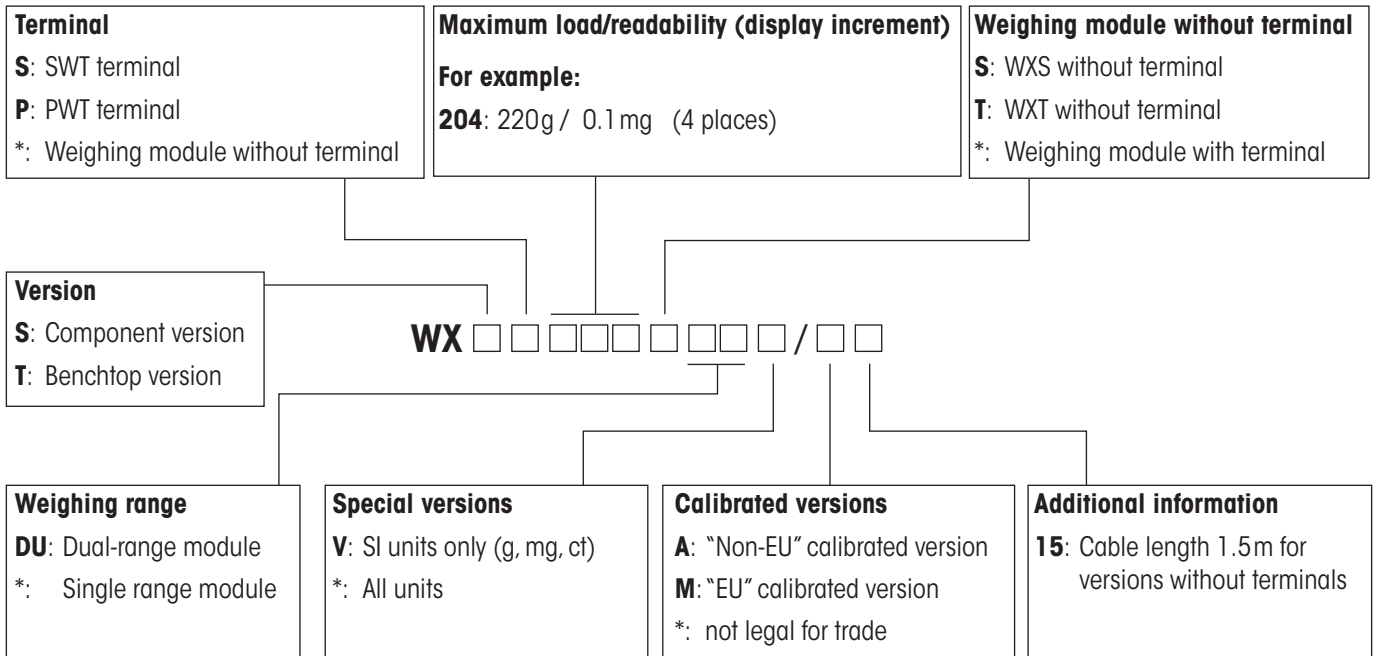 Terminal
S: SWT terminal
P: PWT terminal
*: Weighing module without terminal
Maximum load/readability (display increment)
For example:
204: 220g / 0.1mg (4 places)
Weighing module without terminal
S: WXS without terminal
T: WXT without terminal
*: Weighing module with terminal
Version
S: Component version
T: Benchtop version
WX □ □ □□□ □ □□ □ / □ □
Weighing range
DU: Dual-range module
*: Single range module
Special versions
V: SI units only (g, mg, ct)
*: All units
Calibrated versions
A: "Non-EU" calibrated version
M: "EU" calibrated version
*: not legal for trade
Additional information
15: Cable length 1.5m for
versions without terminals